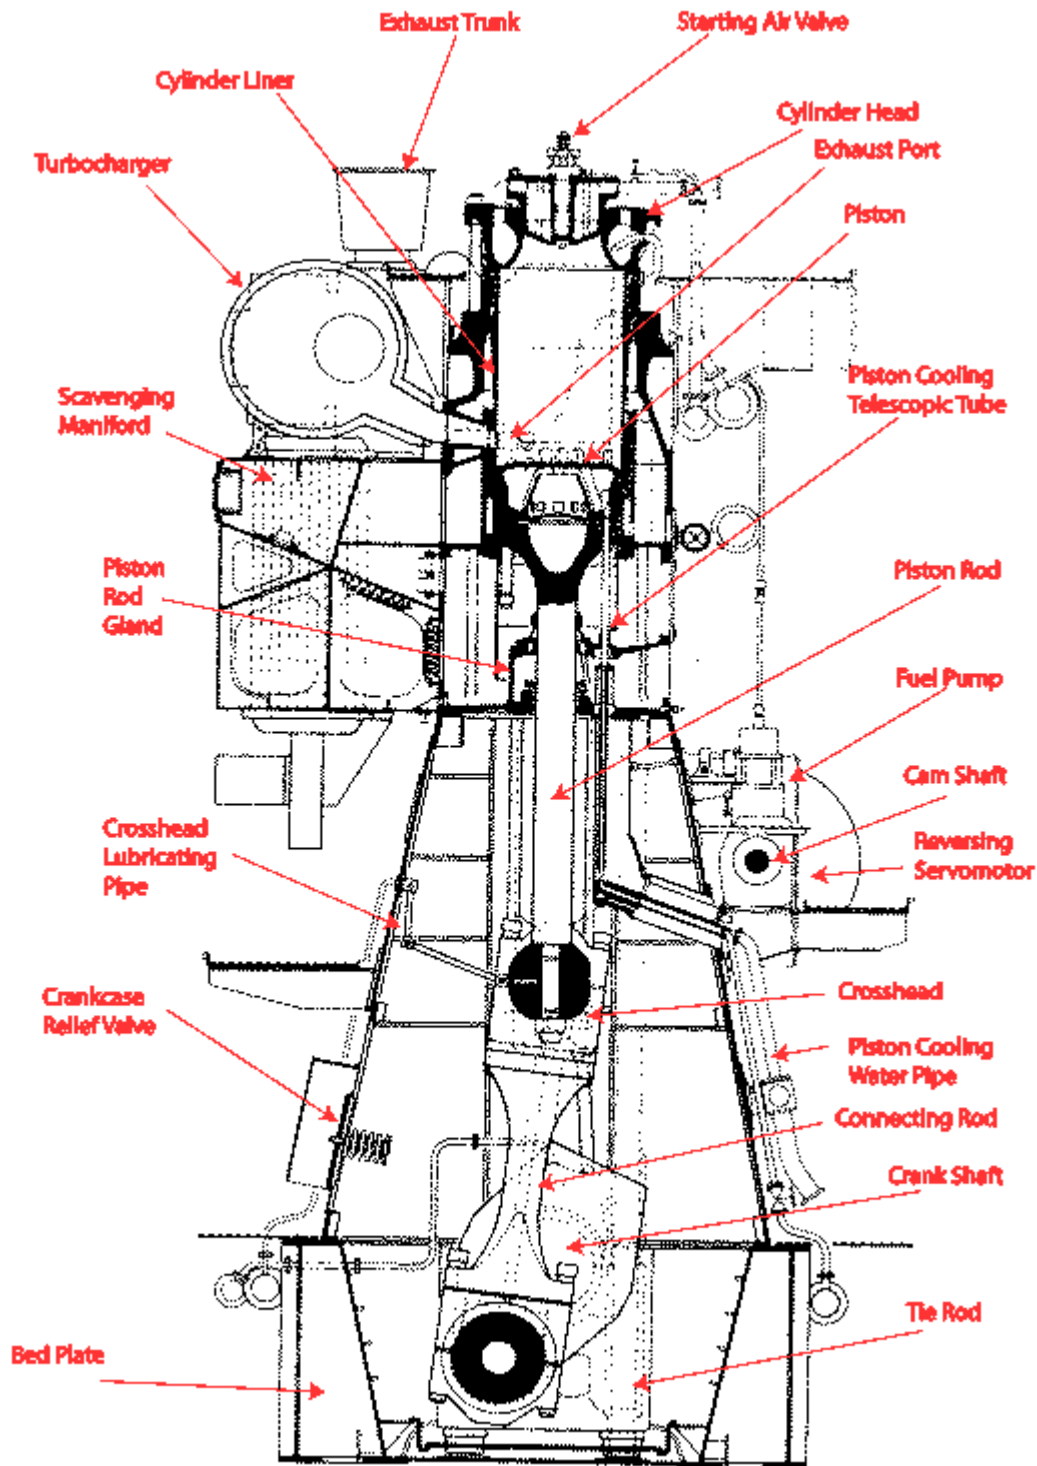 Exhaust Trunk
Starting Air Valve
Cylinder Liner
Cylinder Head
Turbocharger
Exhaust Port
Piston
Scavenging
Maniford
Piston Cooling
Telescopic Tube
Piston
Rod
Gland
Piston Rod
Fuel Pump
Cam Shaft
Crosshead
Lubricating
Pipe
Reversing
Servomotor
Crankcase
Relief Valve
Crosshead
Piston Cooling
Water Pipe
Connecting Rod
Crank Shaft
Tie Rod
Bed Plate